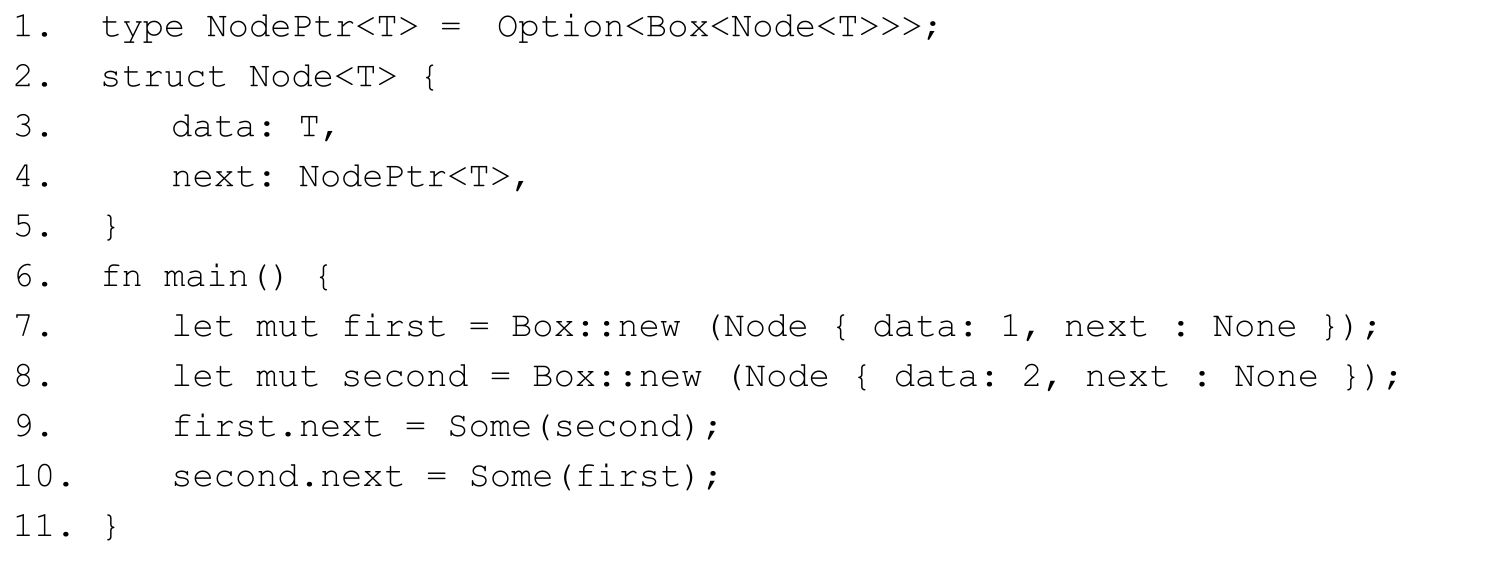 1. type NodePtr<T> = Option<Box<Node<T>>>;
2. struct Node<T> {
3. data: T,
4. next: NodePtr<T>,
5. }
6. fn main() {
7. let mut first = Box::new (Node { data: 1, next : None });
8. let mut second = Box::new (Node { data: 2, next : None });
9. first.next = Some(second);
10. second.next = Some(first);
11. }